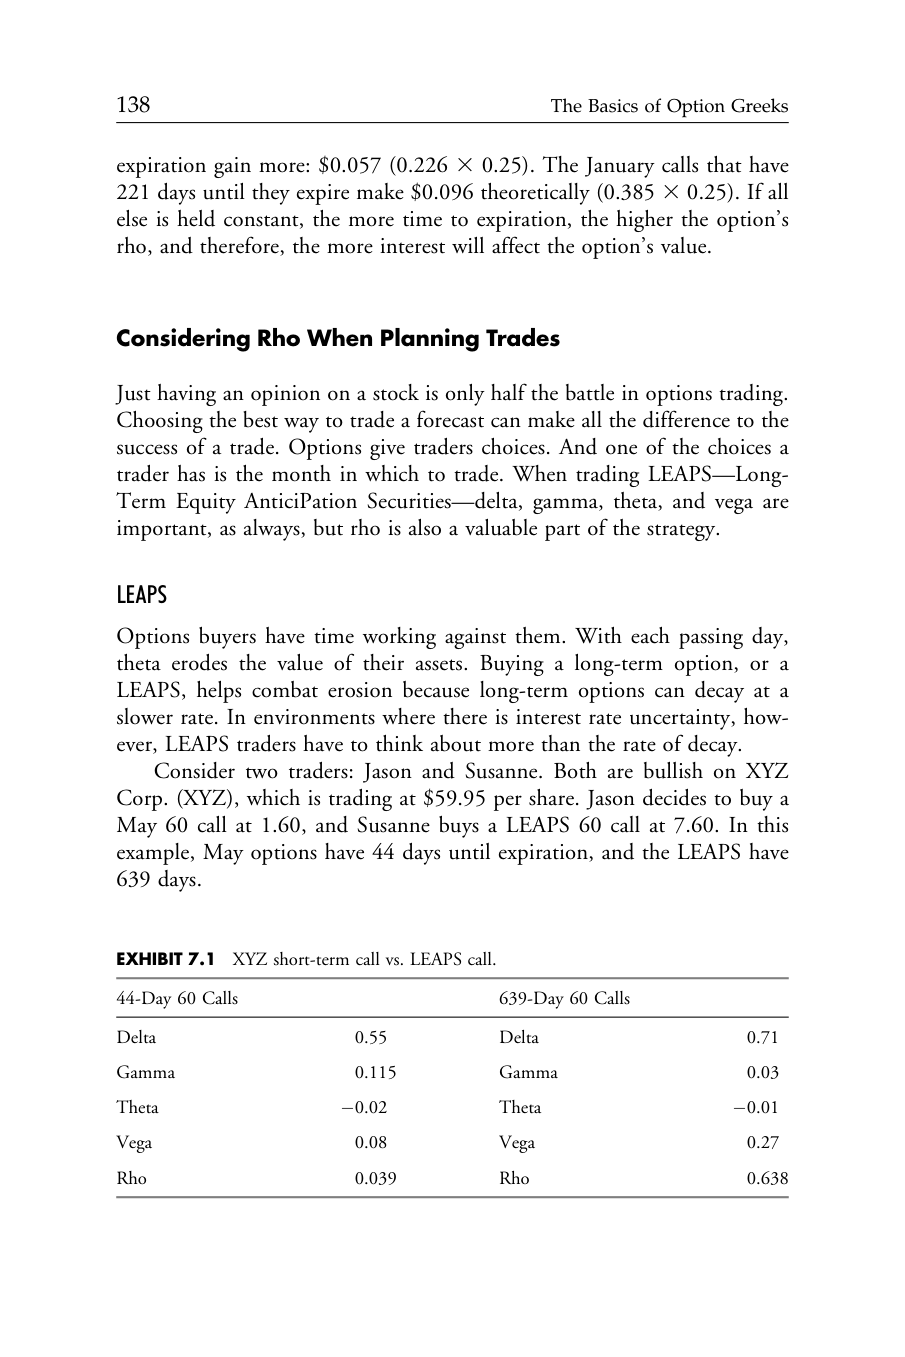 138 The Basics of Option Greeks
expiration gain more: $0.057 (0.226 × 0.25). The January calls that have
221 days until they expire make $0.096 theoretically (0.385 × 0.25). If all
else is held constant, the more time to expiration, the higher the option’s
rho, and therefore, the more interest will affect the option’s value.
Considering Rho When Planning Trades
Just having an opinion on a stock is only half the battle in options trading.
Choosing the best way to trade a forecast can make all the difference to the
success of a trade. Options give traders choices. And one of the choices a
trader has is the month in which to trade. When trading LEAPS—Long-
Term Equity AnticiPation Securities—delta, gamma, theta, and vega are
important, as always, but rho is also a valuable part of the strategy.
LEAPS
Options buyers have time working against them. With each passing day,
theta erodes the value of their assets. Buying a long-term option, or a
LEAPS, helps combat erosion because long-term options can decay at a
slower rate. In environments where there is interest rate uncertainty, how-
ever, LEAPS traders have to think about more than the rate of decay.
Consider two traders: Jason and Susanne. Both are bullish on XYZ
Corp. (XYZ), which is trading at $59.95 per share. Jason decides to buy a
May 60 call at 1.60, and Susanne buys a LEAPS 60 call at 7.60. In this
example, May options have 44 days until expiration, and the LEAPS have
639 days.
EXHIBIT 7.1 XYZ short-term call vs. LEAPS call.
44-Day 60 Calls 639-Day 60 Calls
Delta 0.55 Delta 0.71
Gamma 0.115 Gamma 0.03
Theta −0.02 Theta −0.01
Vega 0.08 Vega 0.27
Rho 0.039 Rho 0.638